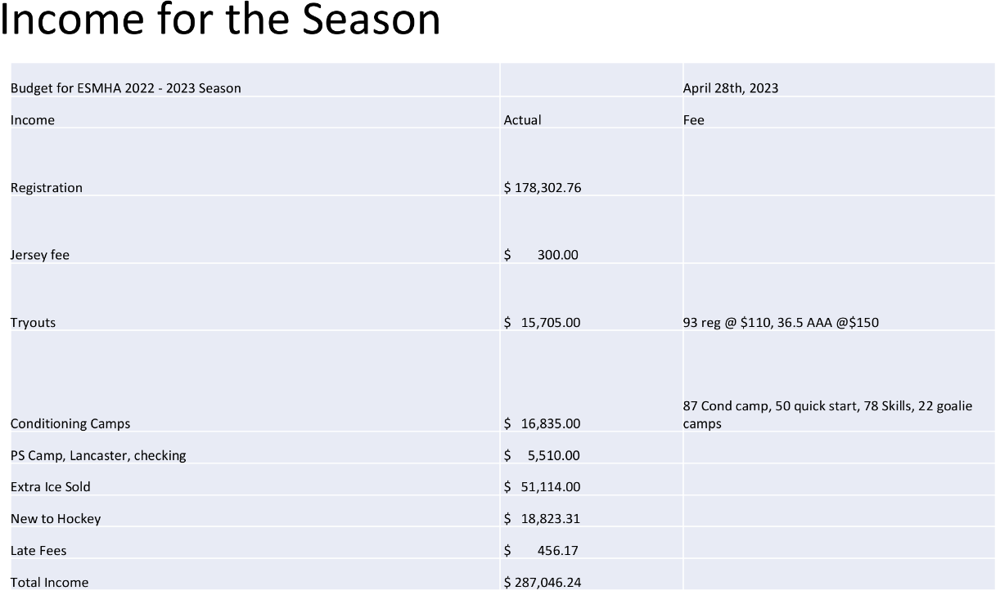 Income for the Season
Budget for ESMHA 2022 - 2023 Season April 28th, 2023
Income Actual Fee
Registration $ 178,302.76
Jersey fee $ 300.00
Tryouts $ 15,705.00 93 reg @ $110, 36.5 AAA @$150
87 Cond camp, 50 quick start, 78 Skills, 22 goalie
Conditioning Camps $ 16,835.00 camps
PS Camp, Lancaster, checking $ 5,510.00
Extra Ice Sold $ 51,114.00
New to Hockey $ 18,823.31
Late Fees $ 456.17
Total Income $ 287,046.24